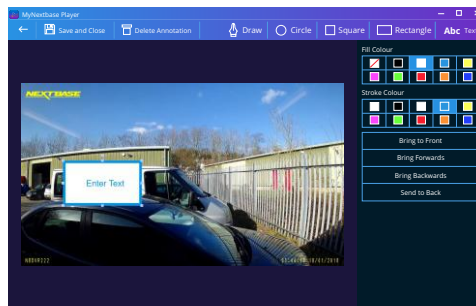 MyNextbase Player
Save and Close
Delete Annotation
Draw
Circle
Square
Rectangle
Abc Tex
Fill Colour
Stroke Colour
Bring to Front
Bring Forwards
Bring Backwards
Send to Back
NEXTBASE
Enter Text